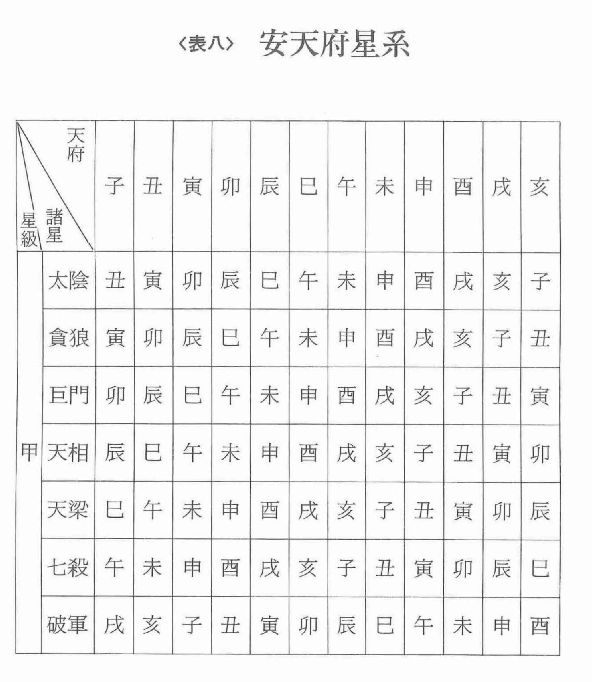 〈表八〉 安天府星系
天府 子 丑 寅 卯 辰 巳 午 未 申 酉 戌 亥
諸星
星級
太陰 丑 寅 卯 辰 巳 午 未 申 酉 戌 亥 子
貪狼 寅 卯 辰 巳 午 未 申 酉 戌 亥 子 丑
巨門 卯 辰 巳 午 未 申 酉 戌 亥 子 丑 寅
甲 天相 辰 巳 午 未 申 酉 戌 亥 子 丑 寅 卯
天梁 巳 午 未 申 酉 戌 亥 子 丑 寅 卯 辰
七殺 午 未 申 酉 戌 亥 子 丑 寅 卯 辰 巳
破軍 戌 亥 子 丑 寅 卯 辰 巳 午 未 申 酉